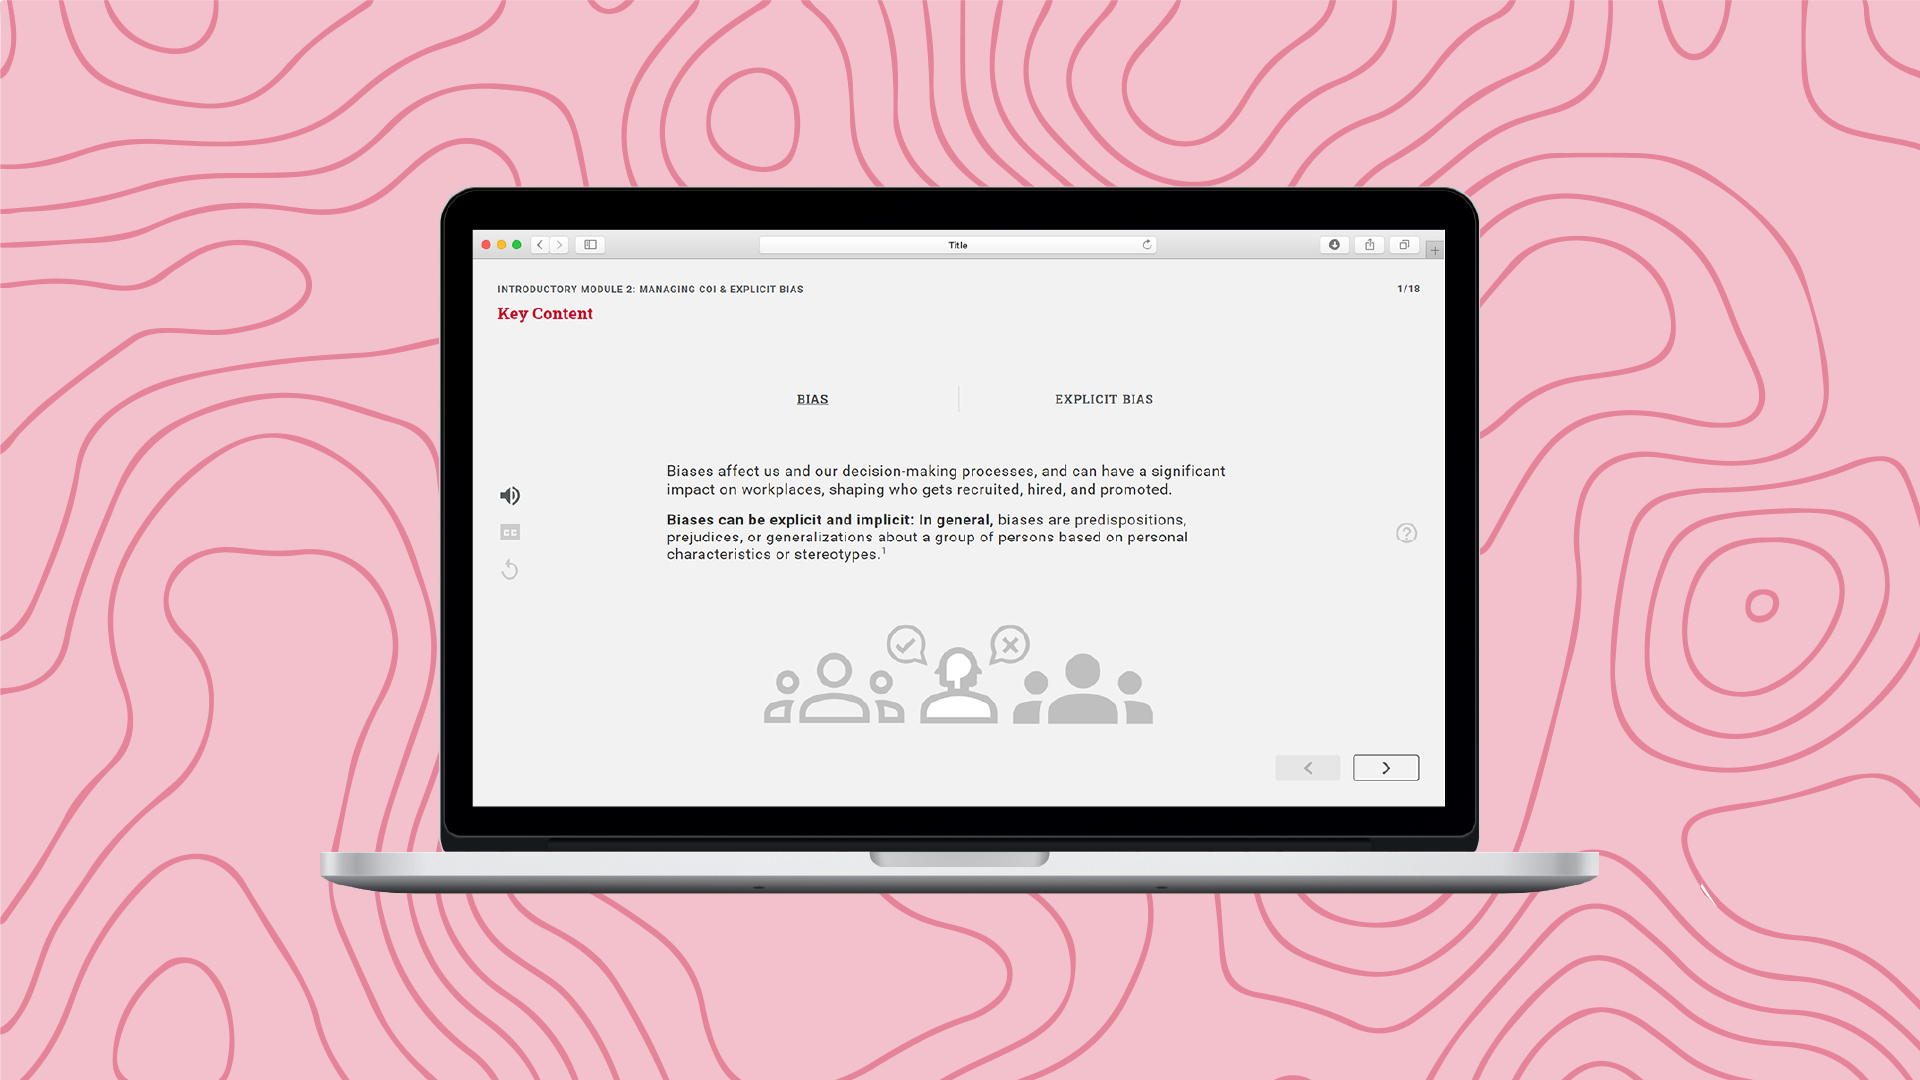 Title
INTRODUCTORY MODULE 2: MANAGING COI & EXPLICIT BIAS
1/18
Key Content
BIAS
EXPLICIT BIAS
Biases affect us and our decision-making processes, and can have a significant
impact on workplaces, shaping who gets recruited, hired, and promoted.
Biases can be explicit and implicit: In general, biases are predispositions,
prejudices, or generalizations about a group of persons based on personal
characteristics or stereotypes.¹
CC